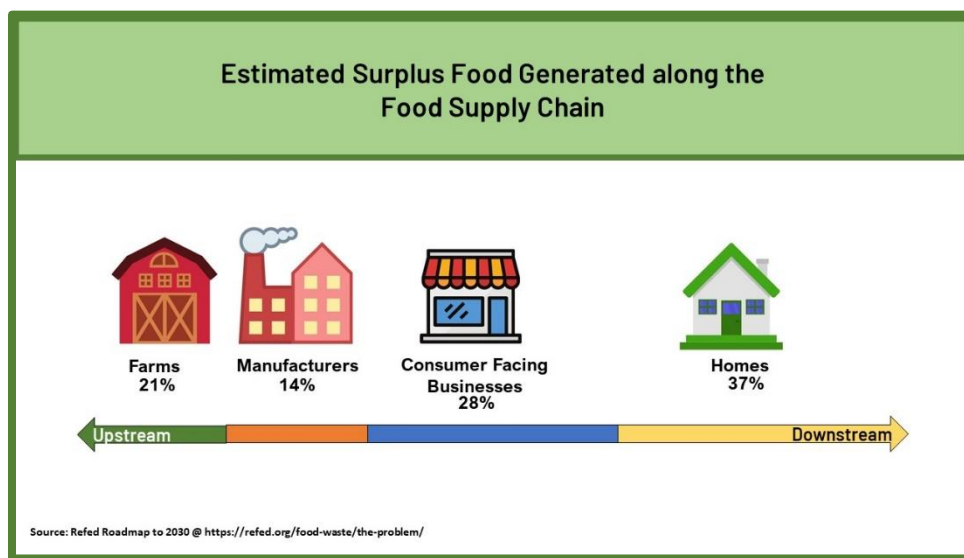 Estimated Surplus Food Generated along the
Food Supply Chain
Farms
21%
Manufacturers
14%
Consumer Facing
Businesses
28%
Homes
37%
Upstream
Downstream
Source: Refed Roadmap to 2030 @ https://refed.org/food-waste/the-problem/